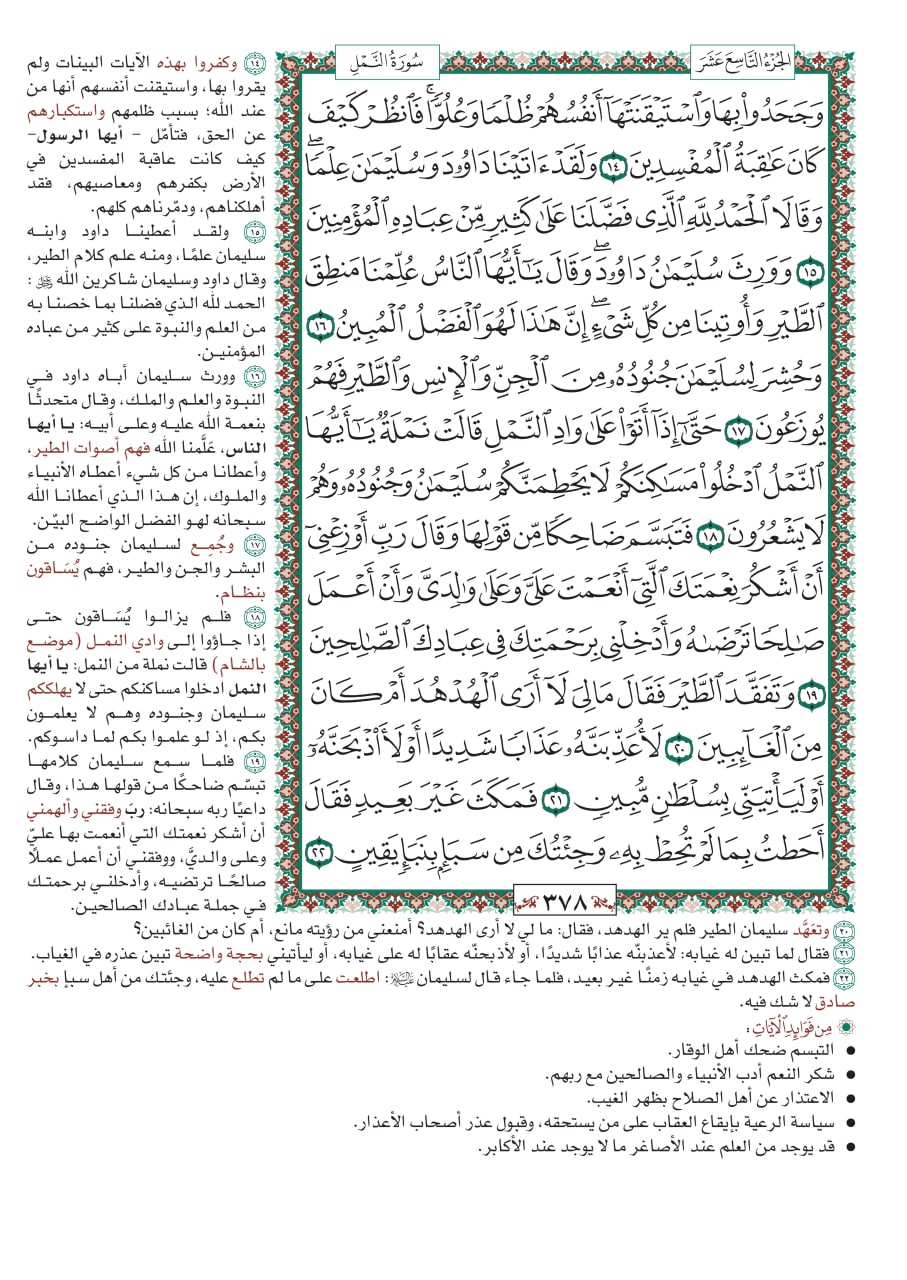 الجُزْءُ التَّاسِعَ عَشَرَ
سُورَةُ النَّمْلِ
وَجَحَدُواْ بِهَا وَٱسْتَيْقَنَتْهَآ أَنفُسُهُمْ ظُلْمًا وَعُلُوًّاۚ فَٱنظُرْ كَيْفَ
كَانَ عَٰقِبَةُ ٱلْمُفْسِدِينَ ١٤ وَلَقَدْ ءَاتَيْنَا دَاوُۥدَ وَسُلَيْمَٰنَ عِلْمًاۖ
وَقَالَا ٱلْحَمْدُ لِلَّهِ ٱلَّذِى فَضَّلَنَا عَلَىٰ كَثِيرٍ مِّنْ عِبَادِهِ ٱلْمُؤْمِنِينَ
١٥ وَوَرِثَ سُلَيْمَٰنُ دَاوُۥدَۖ وَقَالَ يَٰٓأَيُّهَا ٱلنَّاسُ عُلِّمْنَا مَنطِقَ
ٱلطَّيْرِ وَأُوتِينَا مِن كُلِّ شَىْءٍۖ إِنَّ هَٰذَا لَهُوَ ٱلْفَضْلُ ٱلْمُبِينُ ١٦
وَحُشِرَ لِسُلَيْمَٰنَ جُنُودُهُۥ مِنَ ٱلْجِنِّ وَٱلْإِنسِ وَٱلطَّيْرِ فَهُمْ
يُوزَعُونَ ١٧ حَتَّىٰٓ إِذَآ أَتَوْاْ عَلَىٰ وَادِ ٱلنَّمْلِ قَالَتْ نَمْلَةٌ يَٰٓأَيُّهَا
ٱلنَّمْلُ ٱدْخُلُواْ مَسَٰكِنَكُمْ لَا يَحْطِمَنَّكُمْ سُلَيْمَٰنُ وَجُنُودُهُۥ وَهُمْ
لَا يَشْعُرُونَ ١٨ فَتَبَسَّمَ ضَاحِكًا مِّن قَوْلِهَا وَقَالَ رَبِّ أَوْزِعْنِىٓ
أَنْ أَشْكُرَ نِعْمَتَكَ ٱلَّتِىٓ أَنْعَمْتَ عَلَىَّ وَعَلَىٰ وَٰلِدَىَّ وَأَنْ أَعْمَلَ
صَٰلِحًا تَرْضَىٰهُ وَأَدْخِلْنِى بِرَحْمَتِكَ فِى عِبَادِكَ ٱلصَّٰلِحِينَ
١٩ وَتَفَقَّدَ ٱلطَّيْرَ فَقَالَ مَالِىَ لَآ أَرَى ٱلْهُدْهُدَ أَمْ كَانَ
مِنَ ٱلْغَآئِبِينَ ٢٠ لَأُعَذِّبَنَّهُۥ عَذَابًا شَدِيدًا أَوْ لَأَاْذْبَحَنَّهُۥٓ
أَوْ لَيَأْتِيَنِّى بِسُلْطَٰنٍ مُّبِينٍ ٢١ فَمَكَثَ غَيْرَ بَعِيدٍ فَقَالَ
أَحَطتُ بِمَا لَمْ تُحِطْ بِهِۦ وَجِئْتُكَ مِن سَبَإٍۭ بِنَبَإٍ يَقِينٍ ٢٢
٣٧٨
١٤ وكفروا بهذه الآيات البينات ولم
يقروا بها، واستيقنت أنفسهم أنها من
عند الله؛ بسبب ظلمهم واستكبارهم
عن الحق، فتأمّل - أيها الرسول-
كيف كانت عاقبة المفسدين في
الأرض بكفرهم ومعاصيهم، فقد
أهلكناهم، ودمّرناهم كلهم.
١٥ ولقد أعطينا داود وابنه
سليمان علمًا، ومنه علم كلام الطير،
وقال داود وسليمان شاكرين الله ﷻ:
الحمد لله الذي فضلنا بما خصنا به
من العلم والنبوة على كثير من عباده
المؤمنين.
١٦ وورث سليمان أباه داود في
النبوة والعلم والملك، وقال متحدثًا
بنعمة الله عليه وعلى أبيه: يا أيها
الناس، عَلَّمنا الله فهم أصوات الطير،
وأعطانا من كل شيء أعطاه الأنبياء
والملوك، إن هذا الذي أعطانا الله
سبحانه لهو الفضل الواضح البيّن.
١٧ وجُمِع لسليمان جنوده من
البشر والجن والطير، فهم يُسَاقون
بنظام.
١٨ فلم يزالوا يُسَاقون حتى
إذا جاؤوا إلى وادي النمل (موضع
بالشام) قالت نملة من النمل: يا أيها
النمل ادخلوا مساكنكم حتى لا يهلككم
سليمان وجنوده وهم لا يعلمون
بكم، إذ لو علموا بكم لما داسوكم.
١٩ فلما سمع سليمان كلامها
تبسّم ضاحكًا من قولها هذا، وقال
داعيًا ربه سبحانه: ربّ وفقني وألهمني
أن أشكر نعمتك التي أنعمت بها عليّ
وعلى والديَّ، ووفقني أن أعمل عملًا
صالحًا ترتضيه، وأدخلني برحمتك
في جملة عبادك الصالحين.
٢٠ وتعَهَّد سليمان الطير فلم ير الهدهد، فقال: ما لي لا أرى الهدهد؟ أمنعني من رؤيته مانع، أم كان من الغائبين؟
٢١ فقال لما تبين له غيابه: لأعذبنّه عذابًا شديدًا، أو لأذبحنّه عقابًا له على غيابه، أو ليأتيني بحجة واضحة تبين عذره في الغياب.
٢٢ فمكث الهدهد في غيابه زمنًا غير بعيد، فلما جاء قال لسليمان عليه السلام: اطلعت على ما لم تطلع عليه، وجئتك من أهل سبإ بخبر
صادق لا شك فيه.
مِن فَوَائِدِ الآيَاتِ:
• التبسم ضحك أهل الوقار.
• شكر النعم أدب الأنبياء والصالحين مع ربهم.
• الاعتذار عن أهل الصلاح بظهر الغيب.
• سياسة الرعية بإيقاع العقاب على من يستحقه، وقبول عذر أصحاب الأعذار.
• قد يوجد من العلم عند الأصاغر ما لا يوجد عند الأكابر.